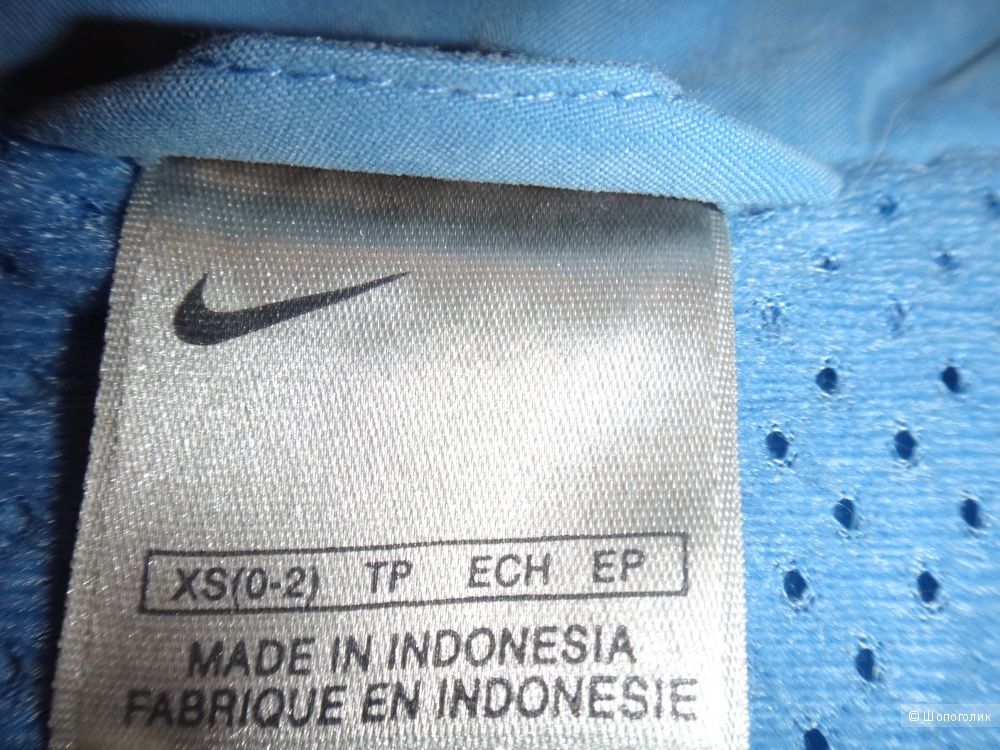 XS(0-2) TP ECH EP
MADE IN INDONESIA
FABRIQUE EN INDONESIE
© Шопоголик